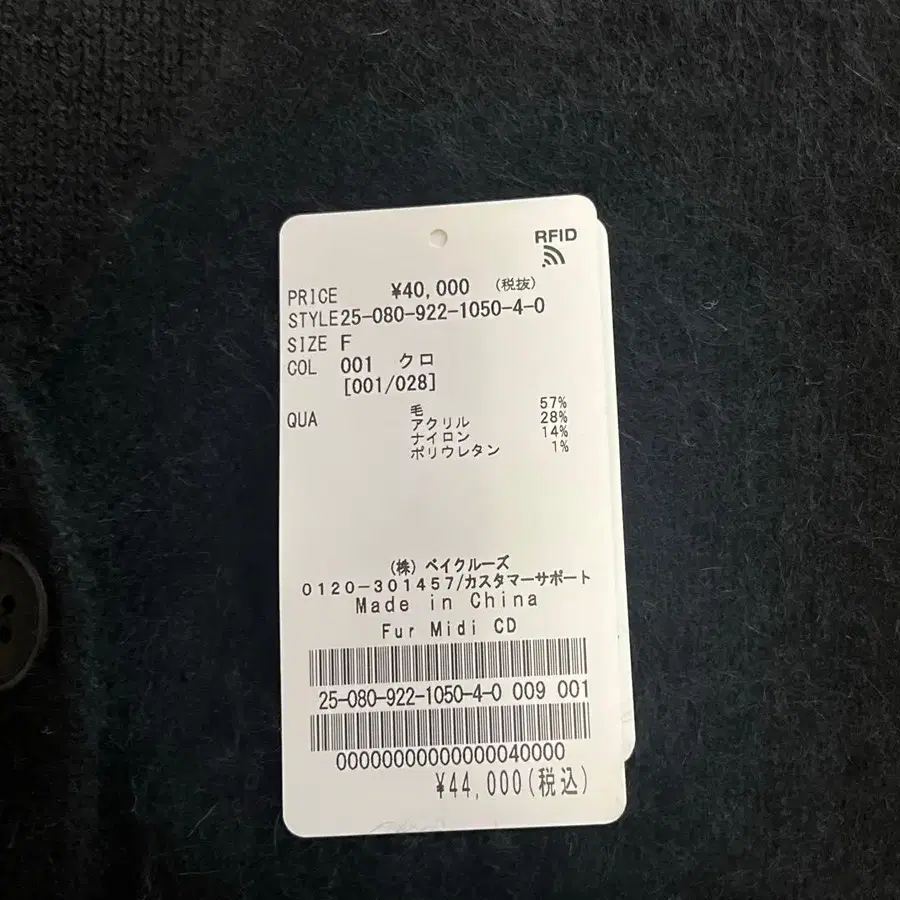 RFID
PRICE ¥40,000 (税抜)
STYLE25-080-922-1050-4-0
SIZE F
COL 001 クロ
[001/028]
QUA 毛 57%
アクリル 28%
ナイロン 14%
ポリウレタン 1%
(株) ベイクルーズ
0120-301457/カスタマーサポート
Made in China
Fur Midi CD
25-080-922-1050-4-0 009 001
00000000000000040000
¥44,000(税込)